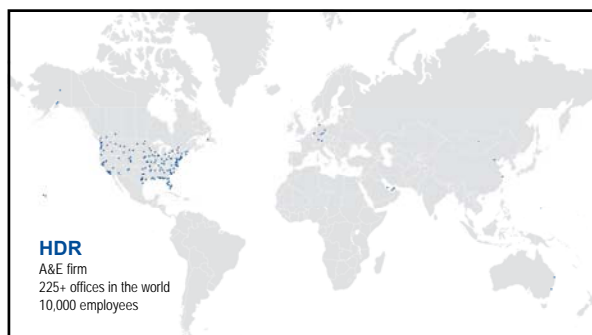 HDR
A&E firm
225+ offices in the world
10,000 employees